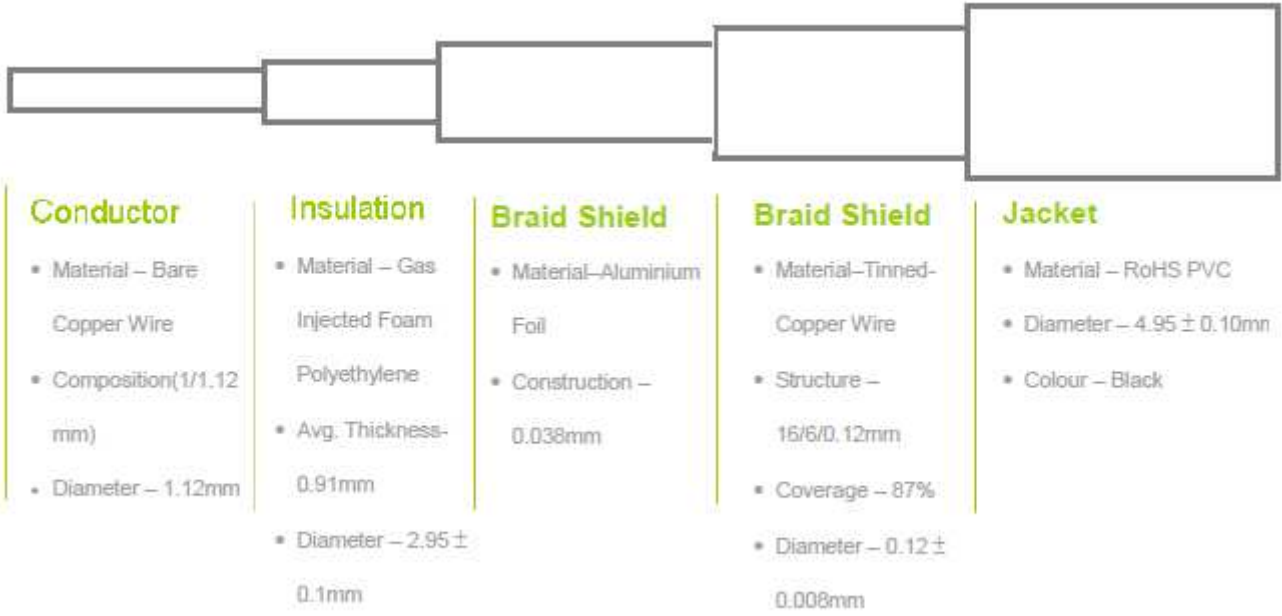 Conductor
• Material – Bare
Copper Wire
• Composition(1/1.12
mm)
• Diameter – 1.12mm
Insulation
• Material – Gas
Injected Foam
Polyethylene
• Avg. Thickness-
0.91mm
• Diameter – 2.95 ±
0.1mm
Braid Shield
• Material–Aluminium
Foil
• Construction –
0.038mm
Braid Shield
• Material–Tinned-
Copper Wire
• Structure –
16/6/0.12mm
• Coverage – 87%
• Diameter – 0.12 ±
0.008mm
Jacket
• Material – RoHS PVC
• Diameter – 4.95 ± 0.10mm
• Colour – Black